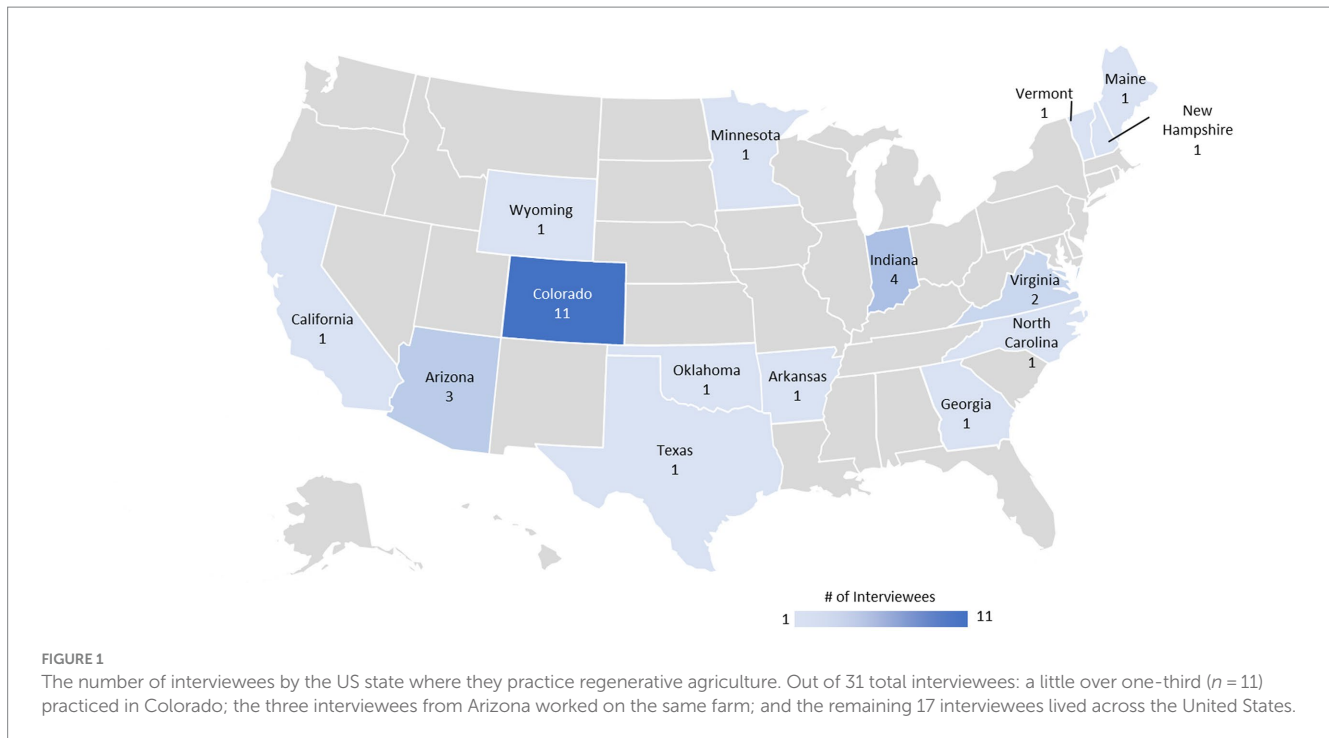 Maine
1
Vermont
1
New
Hampshire
1
Minnesota
1
Wyoming
1
Indiana
4
Colorado
11
Virginia
2
California
1
North
Carolina
1
Arizona
3
Oklahoma
1
Arkansas
1
Georgia
1
Texas
1
# of Interviewees
1 11
FIGURE 1
The number of interviewees by the US state where they practice regenerative agriculture. Out of 31 total interviewees: a little over one-third (n = 11)
practiced in Colorado; the three interviewees from Arizona worked on the same farm; and the remaining 17 interviewees lived across the United States.